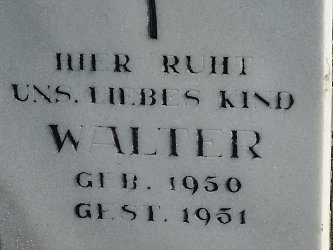 HIER RUHT
UNS. LIEBES KIND
WALTER
GEB. 1950
GEST. 1951